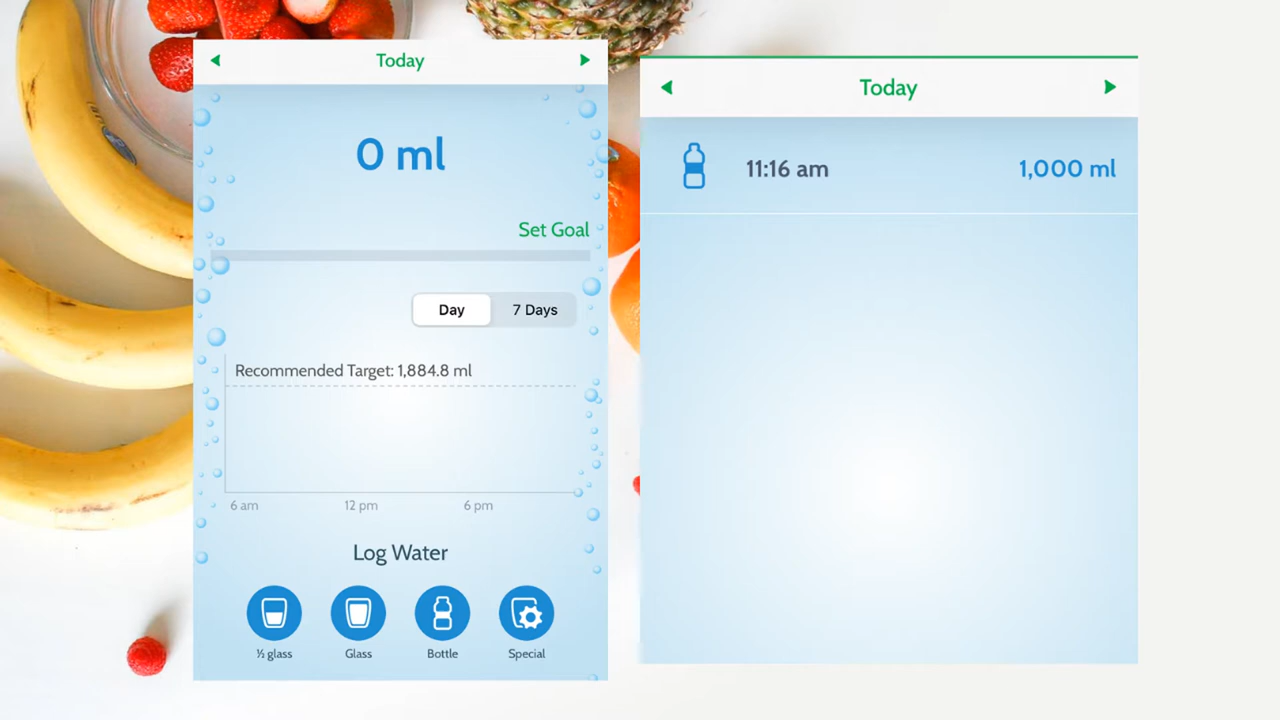 Today
0 ml
Set Goal
Day 7 Days
Recommended Target: 1,884.8 ml
6 am 12 pm 6 pm
Log Water
½ glass Glass Bottle Special
Today
11:16 am 1,000 ml